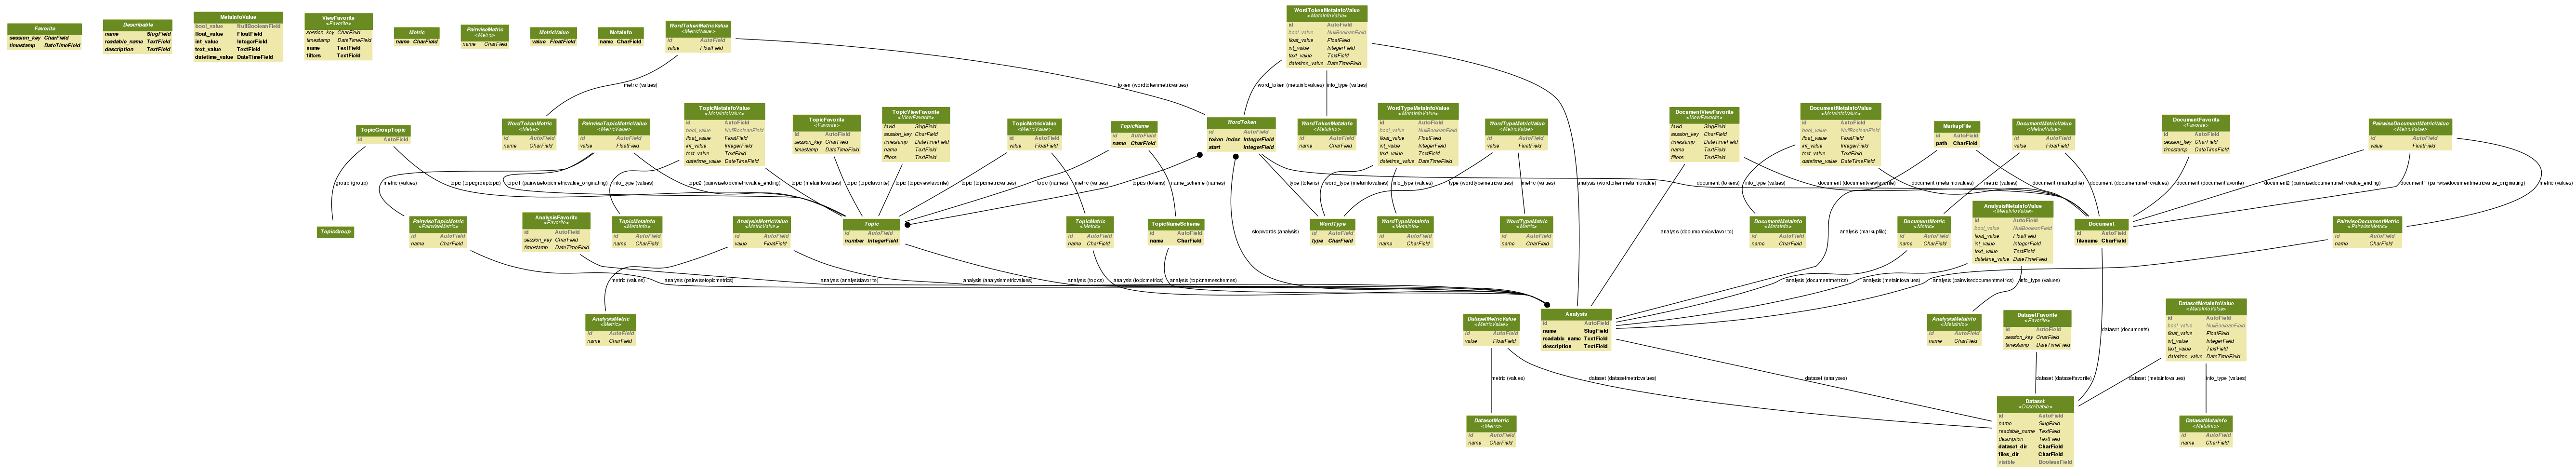 Favorite
session_key CharField
timestamp DateTimeField
Describable
name SlugField
readable_name TextField
description TextField
MetaInfoValue
bool_value NullBooleanField
float_value FloatField
int_value IntegerField
text_value TextField
datetime_value DateTimeField
ViewFavorite
<Favorite>
session_key CharField
timestamp DateTimeField
name TextField
filters TextField
Metric
name CharField
PairwiseMetric
<Metric>
name CharField
MetricValue
value FloatField
MetaInfo
name CharField
WordTokenMetricValue
<MetricValue>
id AutoField
value FloatField
WordTokenMetaInfoValue
<MetaInfoValue>
id AutoField
bool_value NullBooleanField
float_value FloatField
int_value IntegerField
text_value TextField
datetime_value DateTimeField
metric (values)
token (wordtokenmetricvalues)
word_token (metainfovalues)
info_type (values)
TopicGroupTopic
id AutoField
WordTokenMetric
<Metric>
id AutoField
name CharField
PairwiseTopicMetricValue
<MetricValue>
id AutoField
value FloatField
TopicMetaInfoValue
<MetaInfoValue>
id AutoField
bool_value NullBooleanField
float_value FloatField
int_value IntegerField
text_value TextField
datetime_value DateTimeField
TopicFavorite
<Favorite>
id AutoField
session_key CharField
timestamp DateTimeField
TopicViewFavorite
<ViewFavorite>
favid SlugField
session_key CharField
timestamp DateTimeField
name TextField
filters TextField
TopicMetricValue
<MetricValue>
id AutoField
value FloatField
TopicName
id AutoField
name CharField
WordToken
id AutoField
token_index IntegerField
start IntegerField
WordTokenMetaInfo
<MetaInfo>
id AutoField
name CharField
WordTypeMetaInfoValue
<MetaInfoValue>
id AutoField
bool_value NullBooleanField
float_value FloatField
int_value IntegerField
text_value TextField
datetime_value DateTimeField
WordTypeMetricValue
<MetricValue>
id AutoField
value FloatField
DocumentViewFavorite
<ViewFavorite>
favid SlugField
session_key CharField
timestamp DateTimeField
name TextField
filters TextField
DocumentMetaInfoValue
<MetaInfoValue>
id AutoField
bool_value NullBooleanField
float_value FloatField
int_value IntegerField
text_value TextField
datetime_value DateTimeField
MarkupFile
id AutoField
path CharField
DocumentMetricValue
<MetricValue>
id AutoField
value FloatField
DocumentFavorite
<Favorite>
id AutoField
session_key CharField
timestamp DateTimeField
PairwiseDocumentMetricValue
<MetricValue>
id AutoField
value FloatField
group (group)
metric (values)
topic (topicgrouptopic)
topic1 (pairwisetopicmetricvalue_originating)
info_type (values)
topic2 (pairwisetopicmetricvalue_ending)
topic (metainfovalues)
topic (topicfavorite)
topic (topicviewfavorite)
topic (topicmetricvalues)
topic (names)
metric (values)
topics (tokens)
name_scheme (names)
type (tokens)
word_type (metainfovalues)
info_type (values)
type (wordtypemetricvalues)
metric (values)
analysis (wordtokenmetainfovalue)
document (tokens)
info_type (values)
document (documentviewfavorite)
document (metainfovalues)
metric (values)
document (markupfile)
document (documentmetricvalues)
document (documentfavorite)
document2 (pairwisedocumentmetricvalue_ending)
document1 (pairwisedocumentmetricvalue_originating)
metric (values)
TopicGroup
PairwiseTopicMetric
<PairwiseMetric>
id AutoField
name CharField
AnalysisFavorite
<Favorite>
id AutoField
session_key CharField
timestamp DateTimeField
TopicMetaInfo
<MetaInfo>
id AutoField
name CharField
AnalysisMetricValue
<MetricValue>
id AutoField
value FloatField
Topic
id AutoField
number IntegerField
TopicMetric
<Metric>
id AutoField
name CharField
TopicNameScheme
id AutoField
name CharField
stopwords (analysis)
WordType
id AutoField
type CharField
WordTypeMetaInfo
<MetaInfo>
id AutoField
name CharField
WordTypeMetric
<Metric>
id AutoField
name CharField
analysis (documentviewfavorite)
DocumentMetaInfo
<MetaInfo>
id AutoField
name CharField
analysis (markupfile)
DocumentMetric
<Metric>
id AutoField
name CharField
AnalysisMetaInfoValue
<MetaInfoValue>
id AutoField
bool_value NullBooleanField
float_value FloatField
int_value IntegerField
text_value TextField
datetime_value DateTimeField
Document
id AutoField
filename CharField
PairwiseDocumentMetric
<PairwiseMetric>
id AutoField
name CharField
metric (values)
analysis (pairwisetopicmetrics)
analysis (analysisfavorite)
analysis (analysismetricvalues)
analysis (topics)
analysis (topicmetrics)
analysis (topicnameschemes)
analysis (documentmetrics)
analysis (metainfovalues)
analysis (pairwisedocumentmetrics)
info_type (values)
AnalysisMetric
<Metric>
id AutoField
name CharField
DatasetMetricValue
<MetricValue>
id AutoField
value FloatField
Analysis
id AutoField
name SlugField
readable_name TextField
description TextField
AnalysisMetaInfo
<MetaInfo>
id AutoField
name CharField
DatasetFavorite
<Favorite>
id AutoField
session_key CharField
timestamp DateTimeField
dataset (documents)
DatasetMetaInfoValue
<MetaInfoValue>
id AutoField
bool_value NullBooleanField
float_value FloatField
int_value IntegerField
text_value TextField
datetime_value DateTimeField
metric (values)
dataset (datasetmetricvalues)
dataset (analyses)
dataset (datasetfavorite)
dataset (metainfovalues)
info_type (values)
DatasetMetric
<Metric>
id AutoField
name CharField
Dataset
<Describable>
id AutoField
name SlugField
readable_name TextField
description TextField
dataset_dir CharField
files_dir CharField
visible BooleanField
DatasetMetaInfo
<MetaInfo>
id AutoField
name CharField